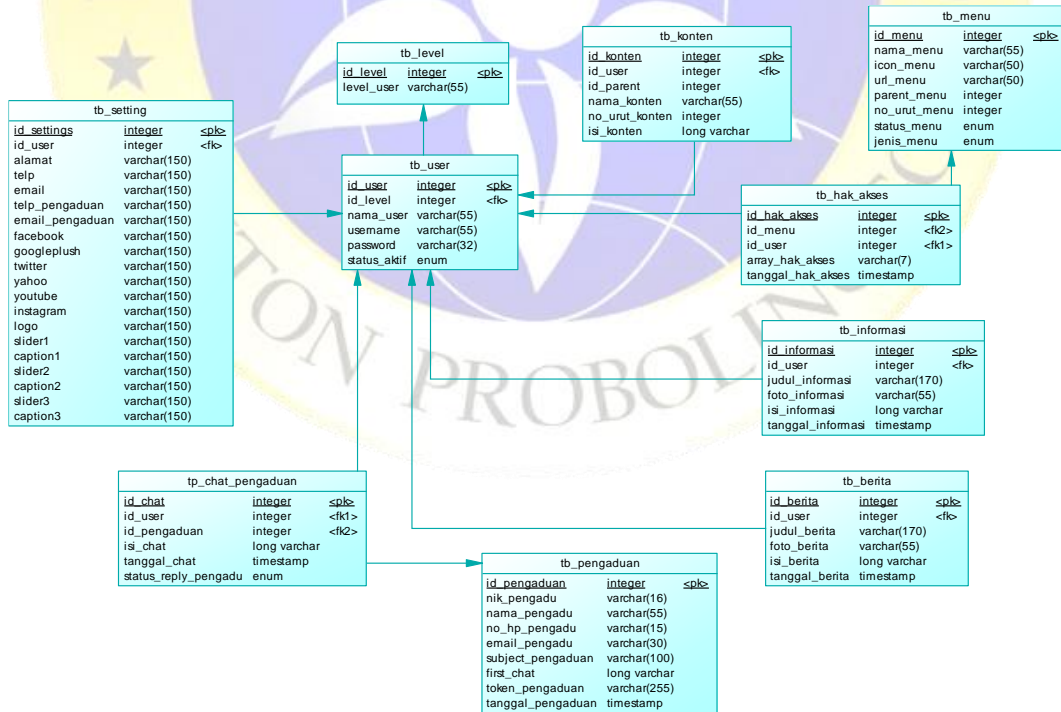 tb_level
id_level integer <pk>
level_user varchar(55)
tb_konten
id_konten integer <pk>
id_user integer <fk>
id_parent integer
nama_konten varchar(55)
no_urut_konten integer
isi_konten long varchar
tb_menu
id_menu integer <pk>
nama_menu varchar(55)
icon_menu varchar(50)
url_menu varchar(50)
parent_menu integer
no_urut_menu integer
status_menu enum
jenis_menu enum
tb_setting
id_settings integer <pk>
id_user integer <fk>
alamat varchar(150)
telp varchar(150)
email varchar(150)
telp_pengaduan varchar(150)
email_pengaduan varchar(150)
facebook varchar(150)
googleplush varchar(150)
twitter varchar(150)
yahoo varchar(150)
youtube varchar(150)
instagram varchar(150)
logo varchar(150)
slider1 varchar(150)
caption1 varchar(150)
slider2 varchar(150)
caption2 varchar(150)
slider3 varchar(150)
caption3 varchar(150)
tb_user
id_user integer <pk>
id_level integer <fk>
nama_user varchar(55)
username varchar(55)
password varchar(32)
status_aktif enum
tb_hak_akses
id_hak_akses integer <pk>
id_menu integer <fk2>
id_user integer <fk1>
array_hak_akses varchar(7)
tanggal_hak_akses timestamp
tb_informasi
id_informasi integer <pk>
id_user integer <fk>
judul_informasi varchar(170)
foto_informasi varchar(55)
isi_informasi long varchar
tanggal_informasi timestamp
tp_chat_pengaduan
id_chat integer <pk>
id_user integer <fk1>
id_pengaduan integer <fk2>
isi_chat long varchar
tanggal_chat timestamp
status_reply_pengadu enum
tb_berita
id_berita integer <pk>
id_user integer <fk>
judul_berita varchar(170)
foto_berita varchar(55)
isi_berita long varchar
tanggal_berita timestamp
tb_pengaduan
id_pengaduan integer <pk>
nik_pengadu varchar(16)
nama_pengadu varchar(55)
no_hp_pengadu varchar(15)
email_pengadu varchar(30)
subject_pengaduan varchar(100)
first_chat long varchar
token_pengaduan varchar(255)
tanggal_pengaduan timestamp